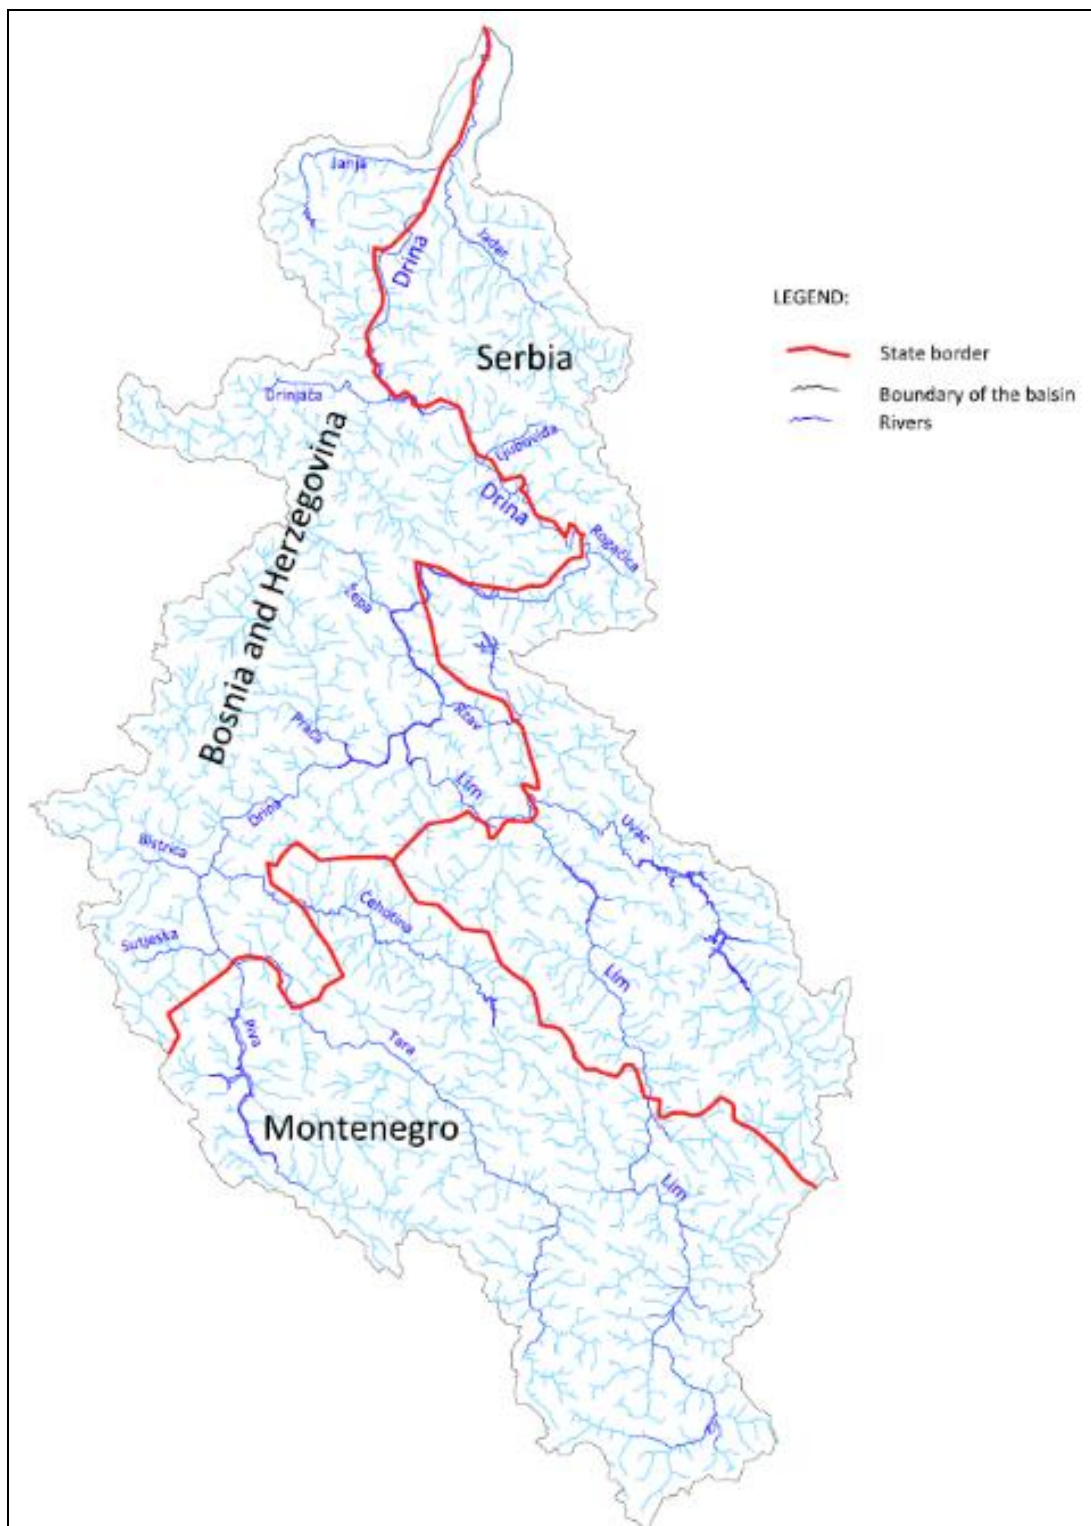 Janja
Jadar
Drina
LEGEND:
Serbia
State border
Drinjača
Boundary of the baisin
Rivers
Ljubovida
Bosnia and Herzegovina
Drina
Rogačica
Žepa
Rzav
Prača
Lim
Drina
Uvac
Bistrica
Čehotina
Sutjeska
Lim
Piva
Tara
Montenegro
Lim